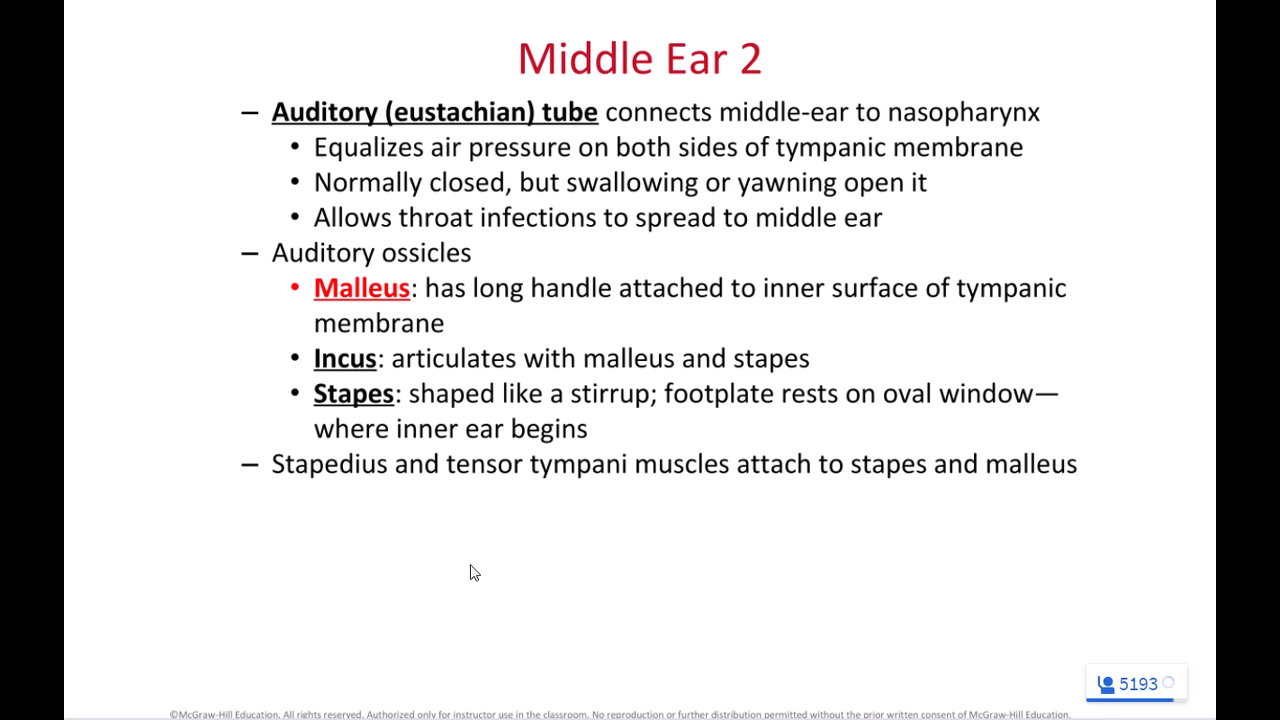 Middle Ear 2
– Auditory (eustachian) tube connects middle-ear to nasopharynx
• Equalizes air pressure on both sides of tympanic membrane
• Normally closed, but swallowing or yawning open it
• Allows throat infections to spread to middle ear
– Auditory ossicles
• Malleus: has long handle attached to inner surface of tympanic
membrane
• Incus: articulates with malleus and stapes
• Stapes: shaped like a stirrup; footplate rests on oval window—
where inner ear begins
– Stapedius and tensor tympani muscles attach to stapes and malleus
5193
©McGraw-Hill Education. All rights reserved. Authorized only for instructor use in the classroom. No reproduction or further distribution permitted without the prior written consent of McGraw-Hill Education.